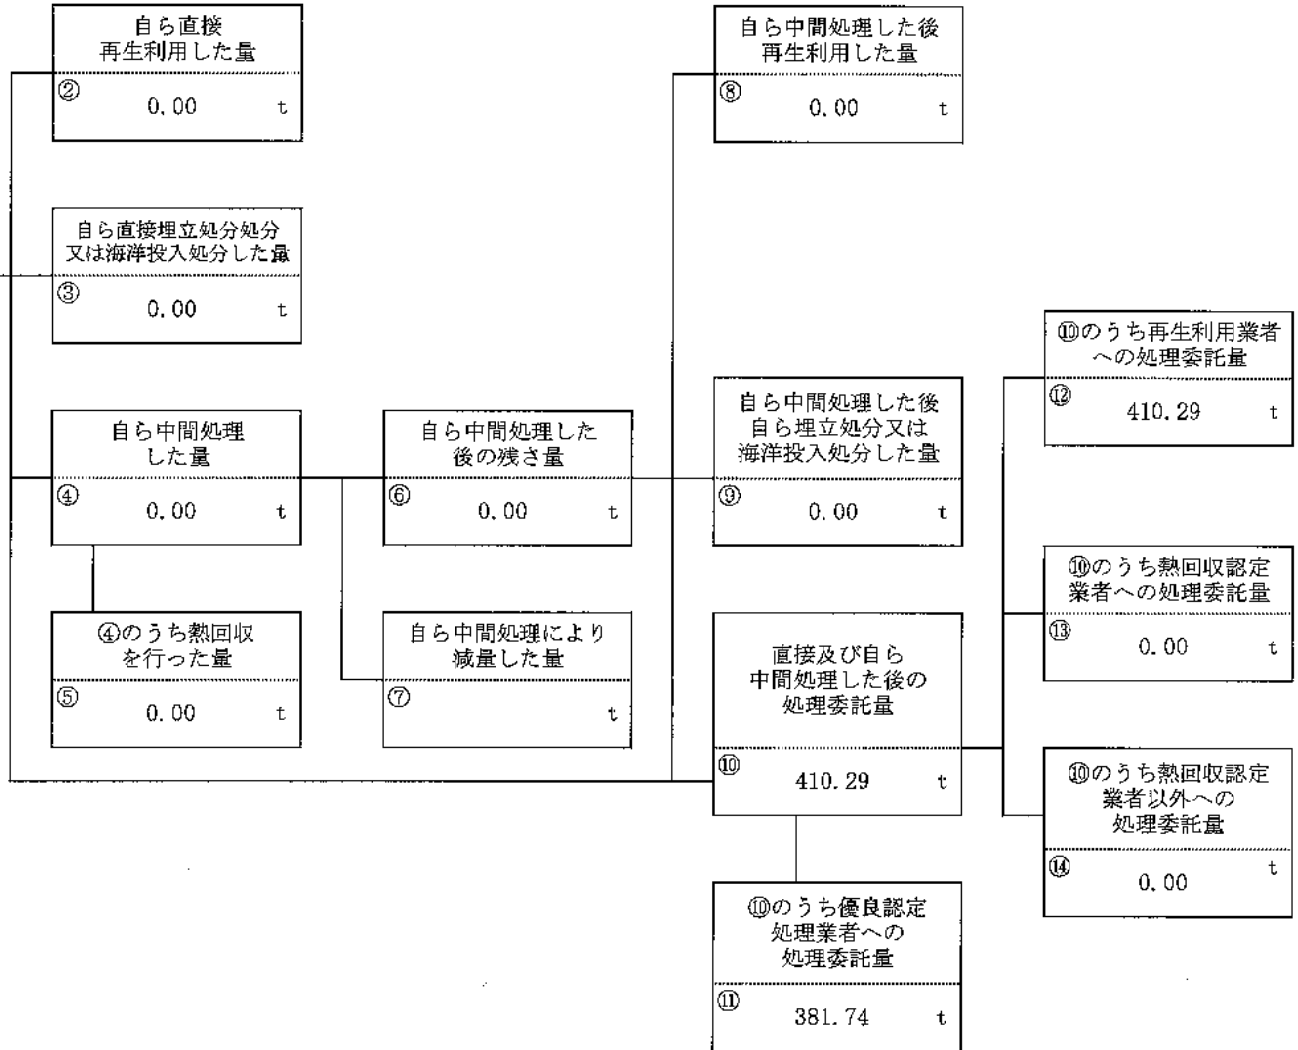 自ら直接
再生利用した量
② 0.00 t
自ら直接埋立処分処分
又は海洋投入処分した量
③ 0.00 t
自ら中間処理
した量
④ 0.00 t
④のうち熱回収
を行った量
⑤ 0.00 t
自ら中間処理した
後の残さ量
⑥ 0.00 t
自ら中間処理により
減量した量
⑦ t
自ら中間処理した後
再生利用した量
⑧ 0.00 t
自ら中間処理した後
自ら埋立処分又は
海洋投入処分した量
⑨ 0.00 t
直接及び自ら
中間処理した後の
処理委託量
⑩ 410.29 t
⑩のうち優良認定
処理業者への
処理委託量
⑪ 381.74 t
⑩のうち再生利用業者
への処理委託量
⑫ 410.29 t
⑩のうち熱回収認定
業者への処理委託量
⑬ 0.00 t
⑩のうち熱回収認定
業者以外への
処理委託量
⑭ 0.00 t